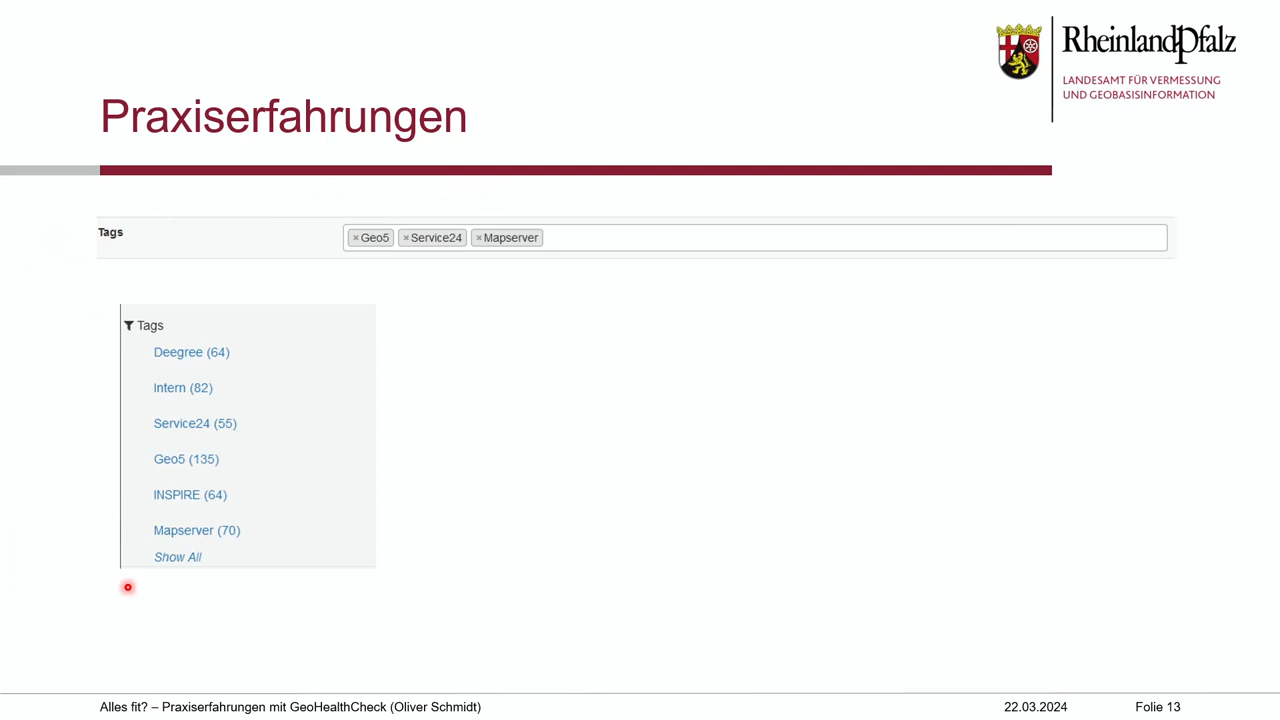 RheinlandPfalz
LANDESAMT FÜR VERMESSUNG
UND GEOBASISINFORMATION
Praxiserfahrungen
Tags
×Geo5 ×Service24 ×Mapserver
Tags
Deegree (64)
Intern (82)
Service24 (55)
Geo5 (135)
INSPIRE (64)
Mapserver (70)
Show All
Alles fit? – Praxiserfahrungen mit GeoHealthCheck (Oliver Schmidt) 22.03.2024 Folie 13